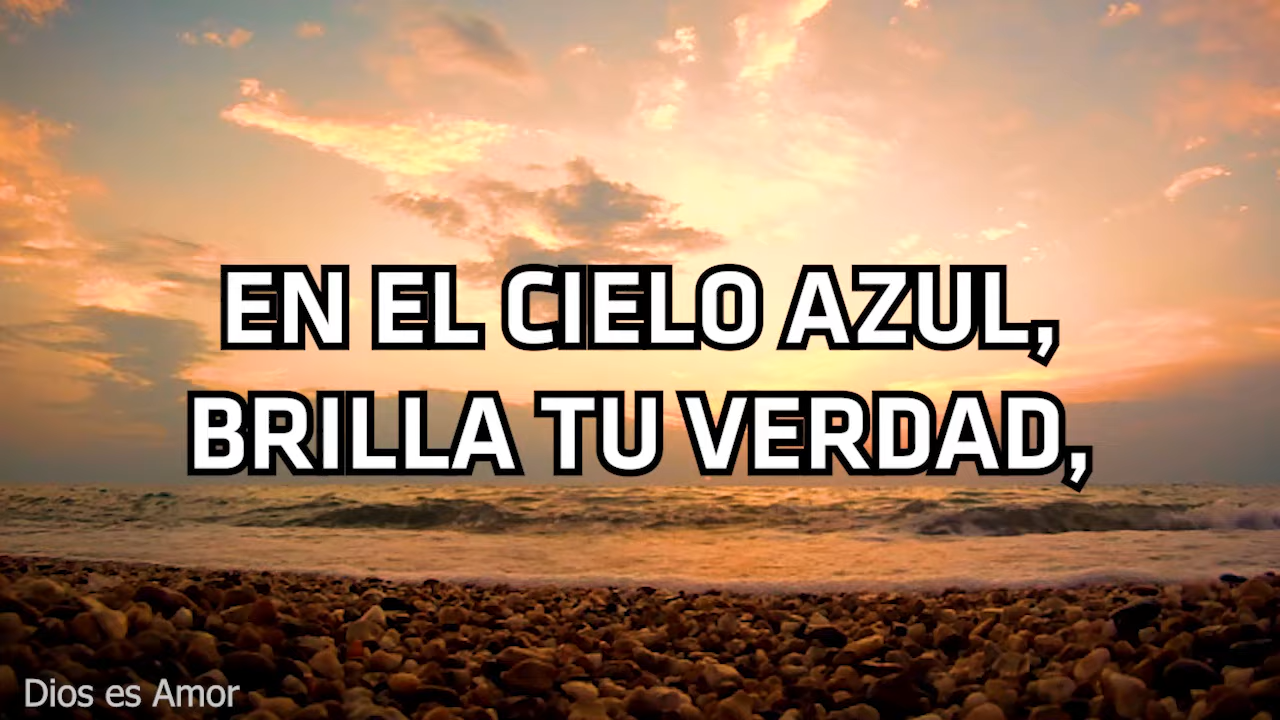 EN EL CIELO AZUL,
BRILLA TU VERDAD,
Dios es Amor